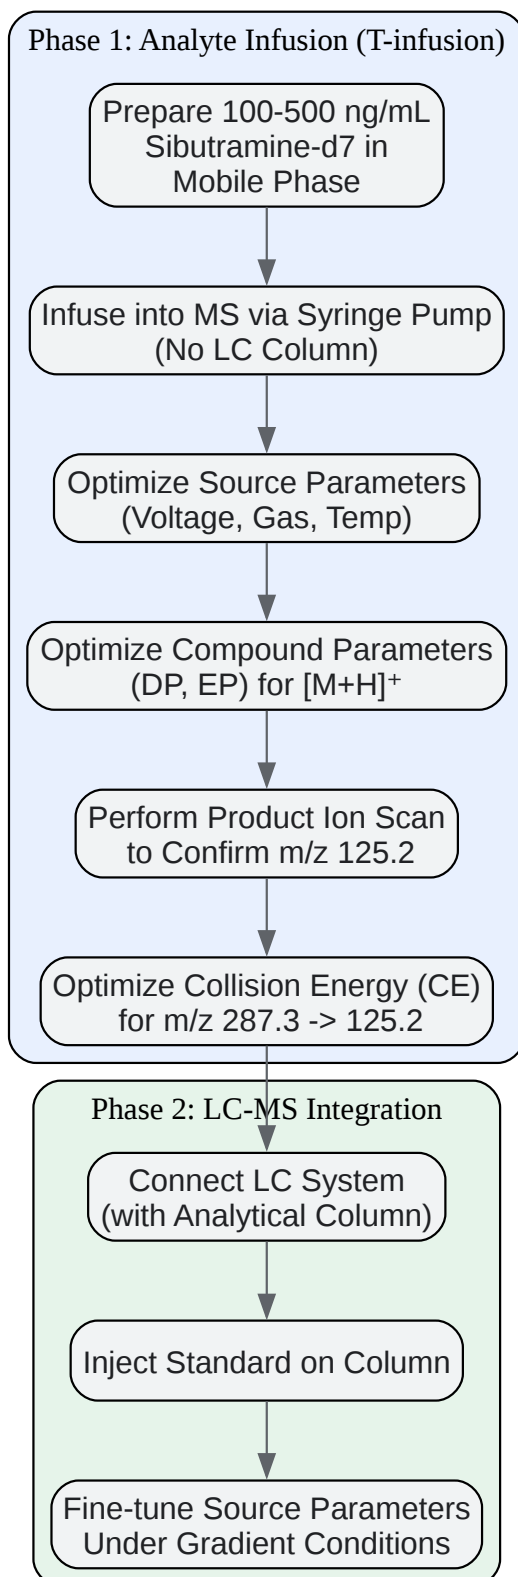 Phase 1: Analyte Infusion (T-infusion)
Prepare 100-500 ng/mL
Sibutramine-d7 in
Mobile Phase
Infuse into MS via Syringe Pump
(No LC Column)
Optimize Source Parameters
(Voltage, Gas, Temp)
Optimize Compound Parameters
(DP, EP) for [M+H]⁺
Perform Product Ion Scan
to Confirm m/z 125.2
Optimize Collision Energy (CE)
for m/z 287.3 -> 125.2
Phase 2: LC-MS Integration
Connect LC System
(with Analytical Column)
Inject Standard on Column
Fine-tune Source Parameters
Under Gradient Conditions